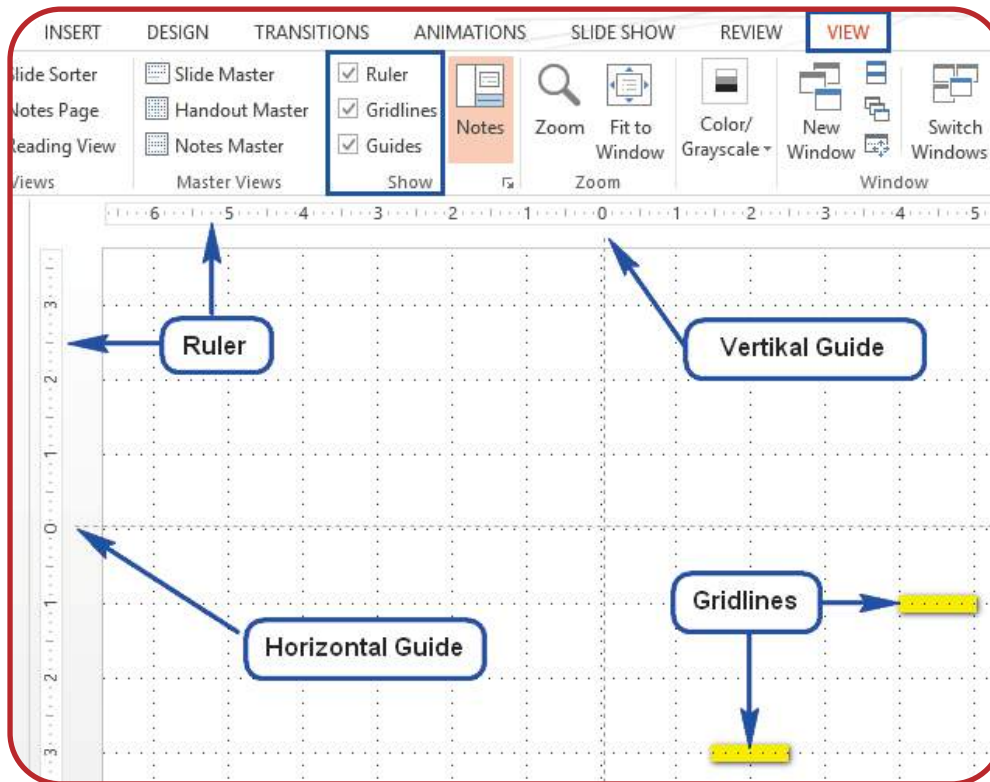 INSERT DESIGN TRANSITIONS ANIMATIONS SLIDE SHOW REVIEW VIEW
Slide Sorter
Notes Page
Reading View
Views
Slide Master
Handout Master
Notes Master
Master Views
Ruler
Gridlines
Guides
Show
Notes
Zoom
Fit to
Window
Zoom
Color/
Grayscale
New
Window
Switch
Windows
Window
6 5 4 3 2 1 0 1 2 3 4 5
3
2
1
0
1
2
3
Ruler
Vertikal Guide
Gridlines
Horizontal Guide